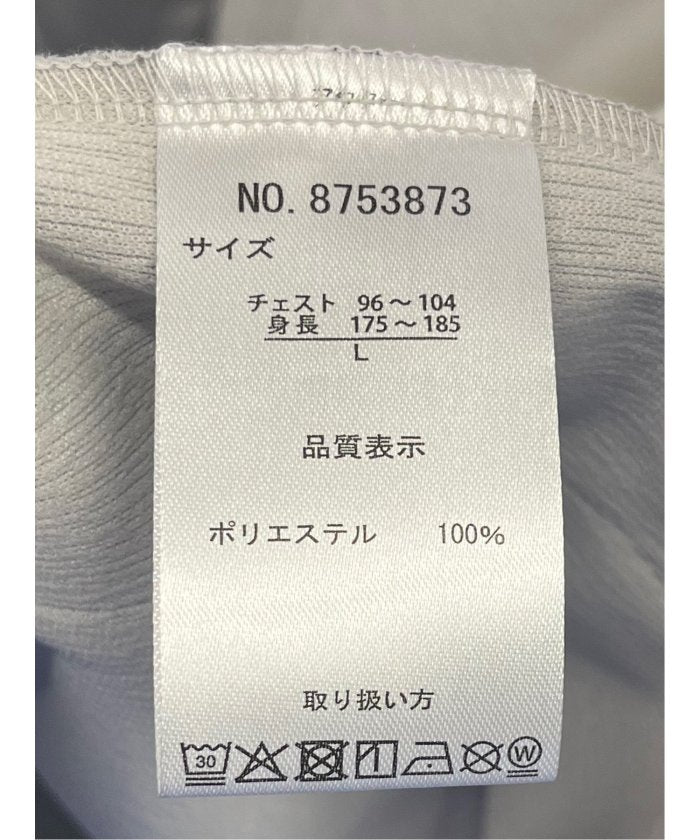 NO. 8753873
サイズ
チェスト 96～104
身長 175～185
L
品質表示
ポリエステル 100%
取り扱い方
30
W